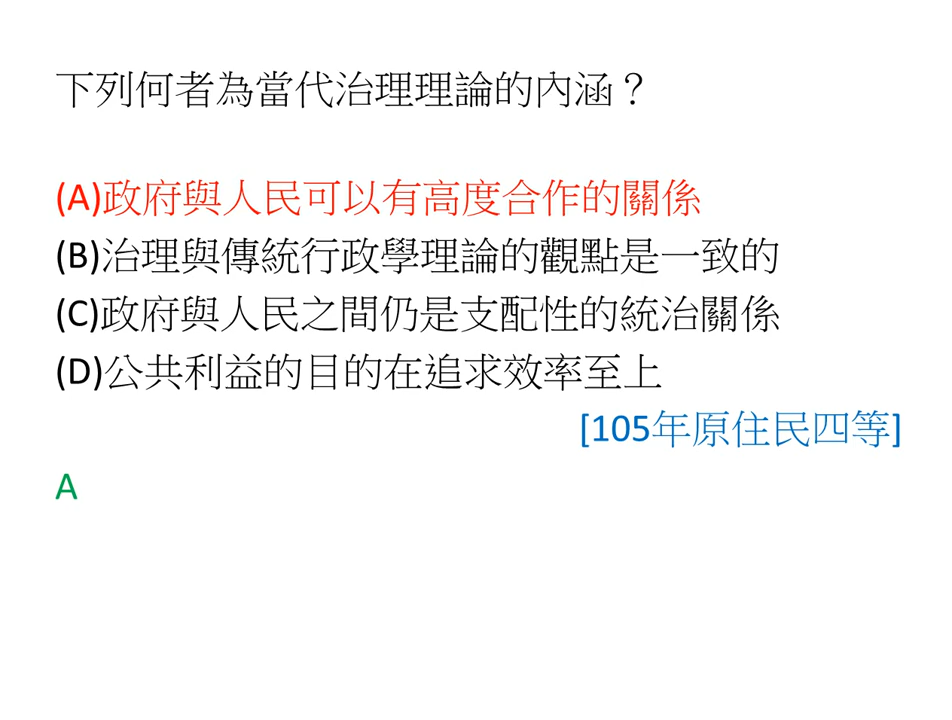 下列何者為當代治理理論的內涵？
(A)政府與人民可以有高度合作的關係
(B)治理與傳統行政學理論的觀點是一致的
(C)政府與人民之間仍是支配性的統治關係
(D)公共利益的目的在追求效率至上
[105年原住民四等]
A